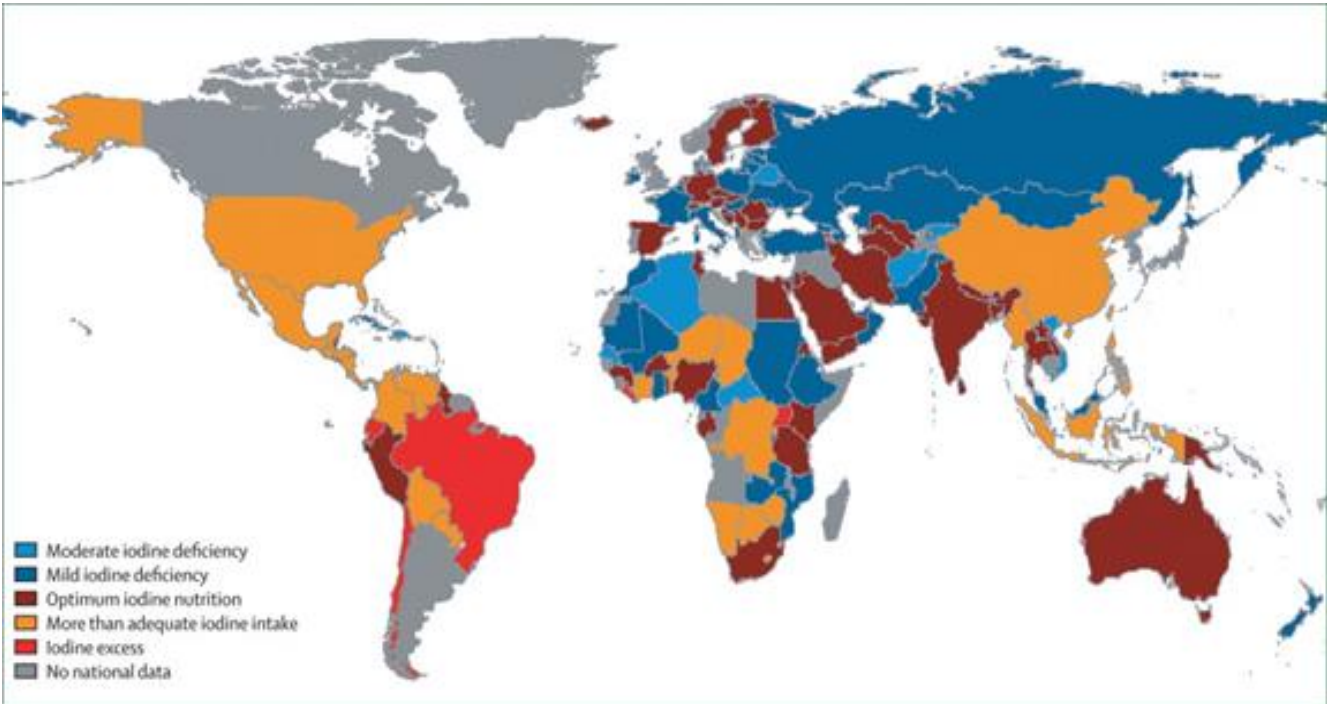 Moderate iodine deficiency
Mild iodine deficiency
Optimum iodine nutrition
More than adequate iodine intake
Iodine excess
No national data